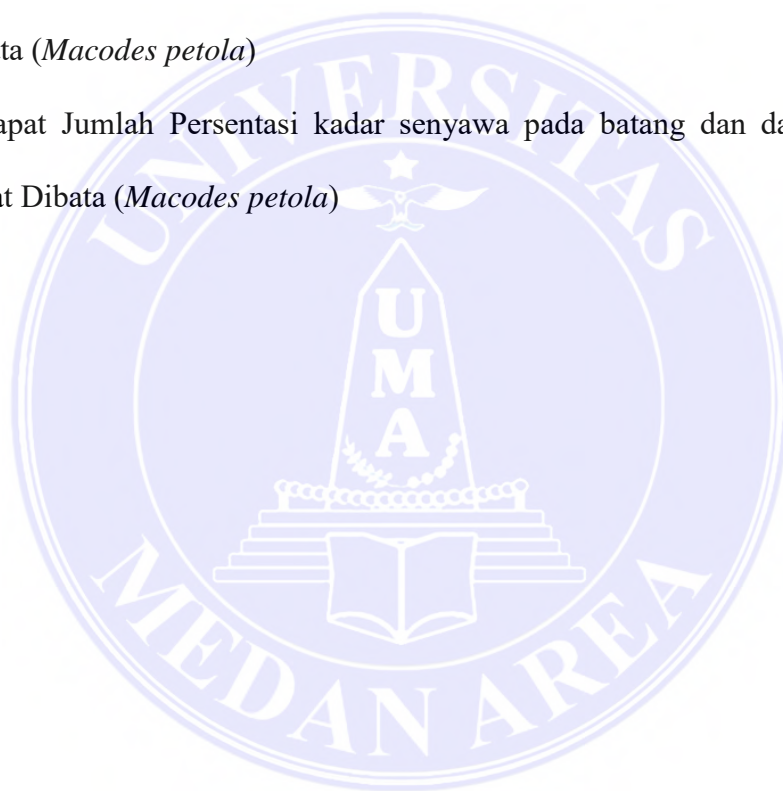 ta (Macodes petola)
apat Jumlah Persentasi kadar senyawa pada batang dan da
at Dibata (Macodes petola)
UNIVERSITAS
UMA
MEDAN AREA